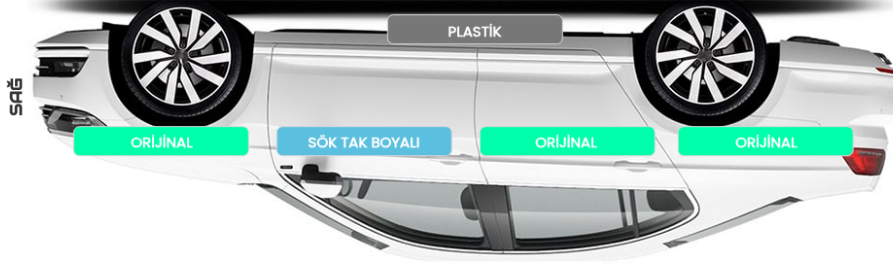 PLASTİK
SAĞ
ORİJİNAL
SÖK TAK BOYALI
ORİJİNAL
ORİJİNAL